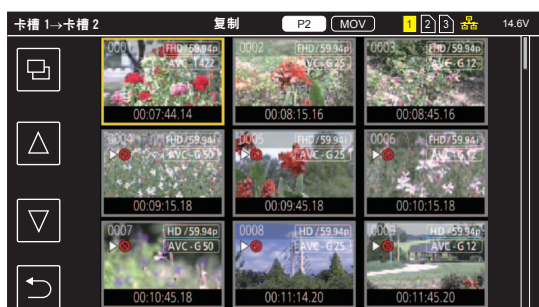 卡槽 1→卡槽 2 复制 P2 MOV 1 2 3 14.6V
0001 FHD/59.94p 0002 FHD/59.94p 0003 FHD/59.94p
AVC-I422 AVC-G25 AVC-G12
00:07:44.14 00:08:15.16 00:08:45.16
0004 FHD/59.94i 0005 FHD/59.94i 0006 FHD/59.94i
AVC-G50 AVC-G25 AVC-G12
00:09:15.18 00:09:45.18 00:10:15.18
0007 HD/59.94p 0008 HD/59.94p 0009 HD/59.94p
AVC-G50 AVC-G25 AVC-G12
00:10:45.18 00:11:14.20 00:11:45.20